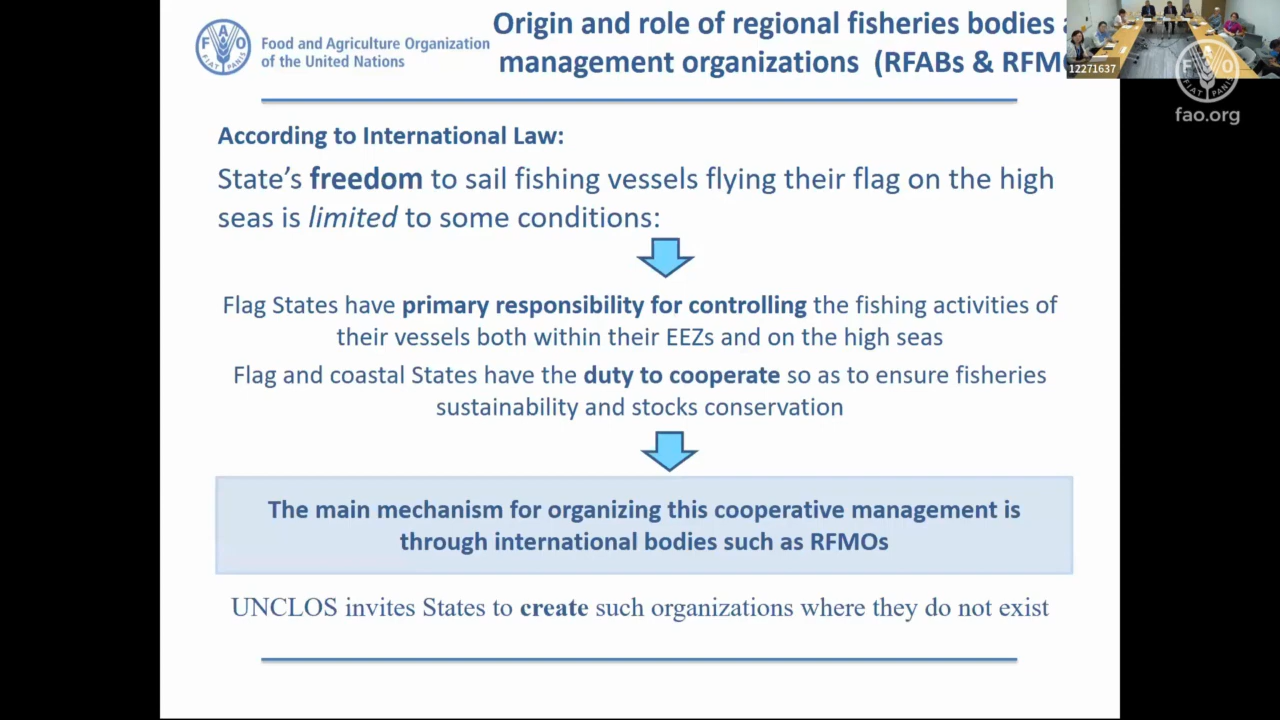 Food and Agriculture Organization
of the United Nations
Origin and role of regional fisheries bodies
management organizations (RFABs & RFM
12271637
FAO
FIAT PANIS
fao.org
According to International Law:
State's freedom to sail fishing vessels flying their flag on the high
seas is limited to some conditions:
Flag States have primary responsibility for controlling the fishing activities of
their vessels both within their EEZs and on the high seas
Flag and coastal States have the duty to cooperate so as to ensure fisheries
sustainability and stocks conservation
The main mechanism for organizing this cooperative management is
through international bodies such as RFMOs
UNCLOS invites States to create such organizations where they do not exist